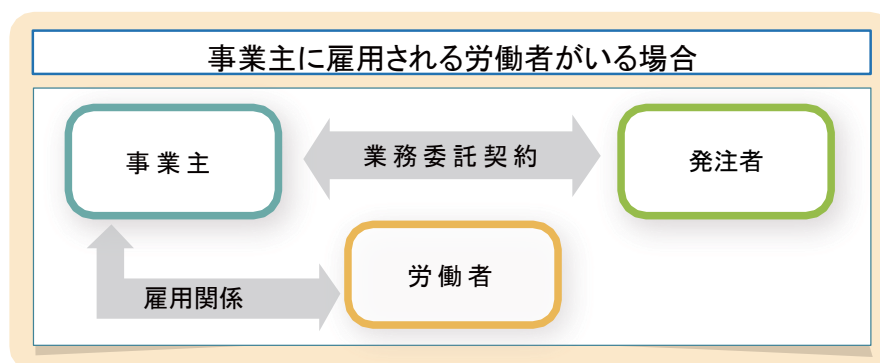 事業主に雇用される労働者がいる場合
事業主
業務委託契約
発注者
労働者
雇用関係